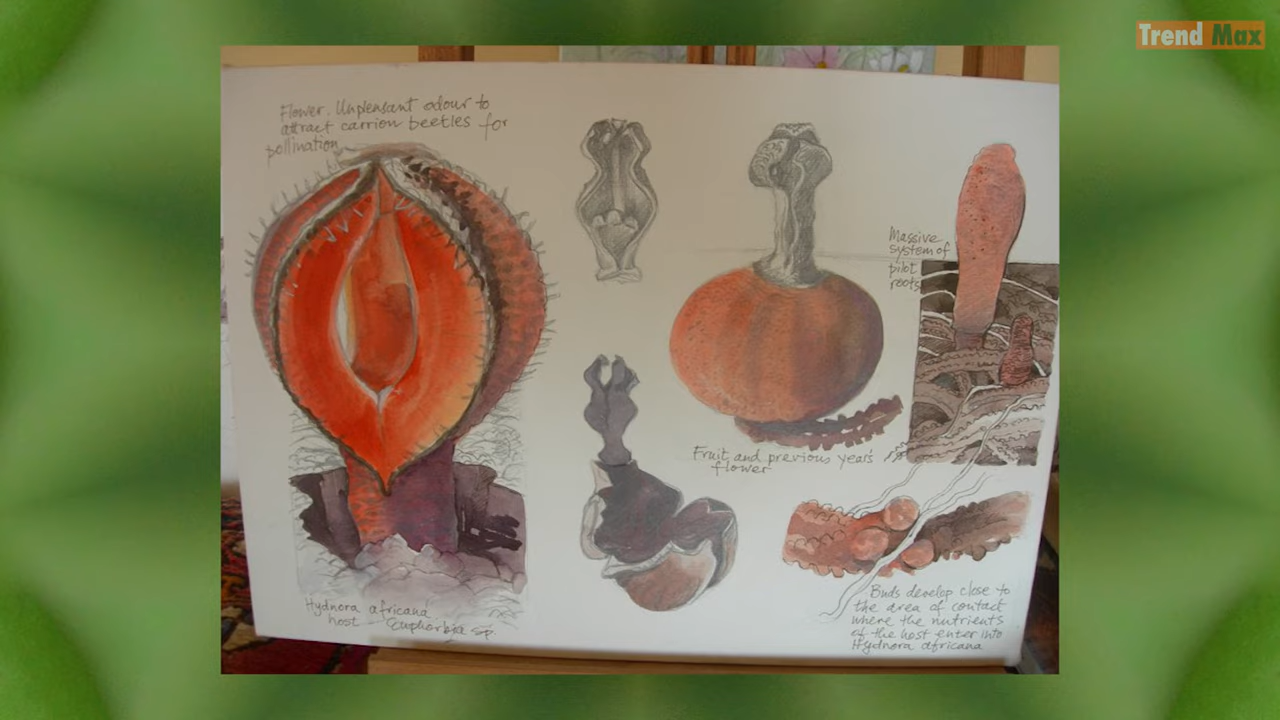 Trend Max
Flower. Unpleasant odour to
attract carrion beetles for
pollination
Massive
system of
pilot
roots
Fruit and previous year's
flower
Hydnora africana
host Euphorbia sp.
Buds develop close to
the area of contact
where the nutrients
of the host enter into
Hydnora africana